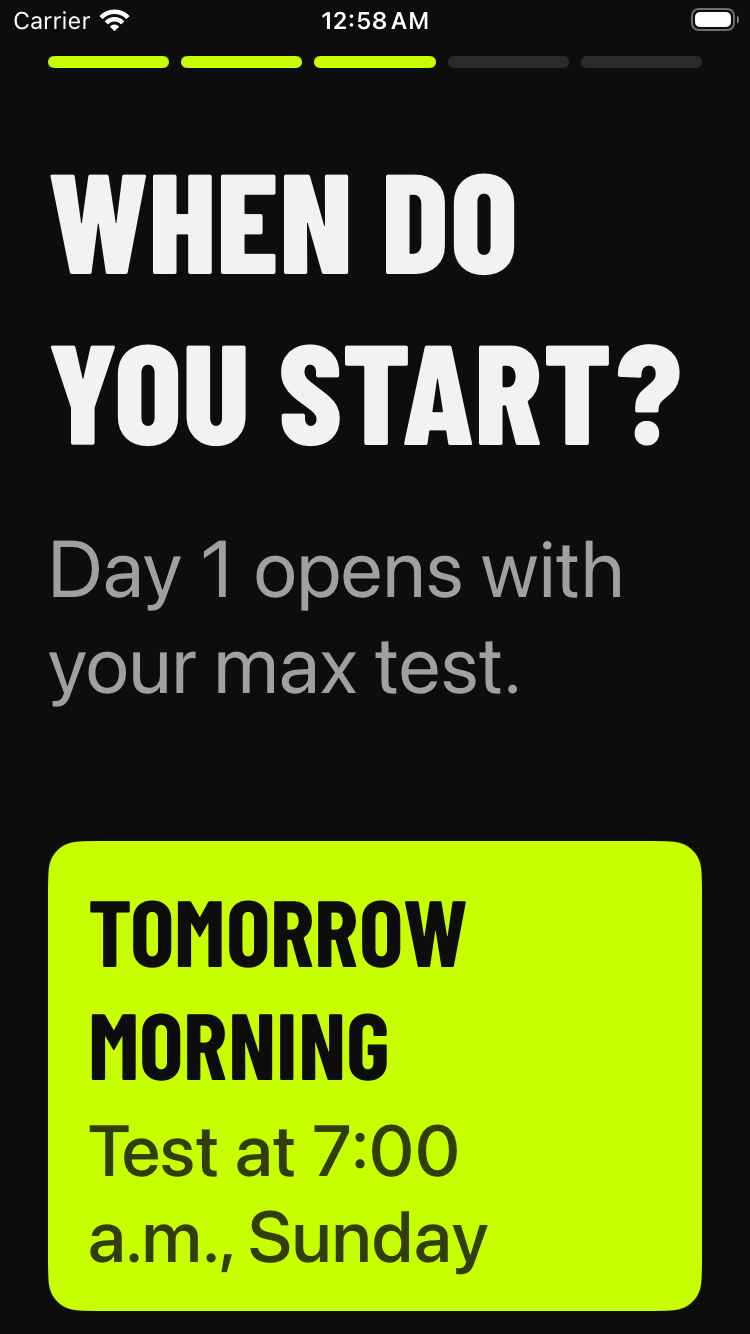 Carrier 12:58 AM
WHEN DO
YOU START?
Day 1 opens with
your max test.
TOMORROW
MORNING
Test at 7:00
a.m., Sunday